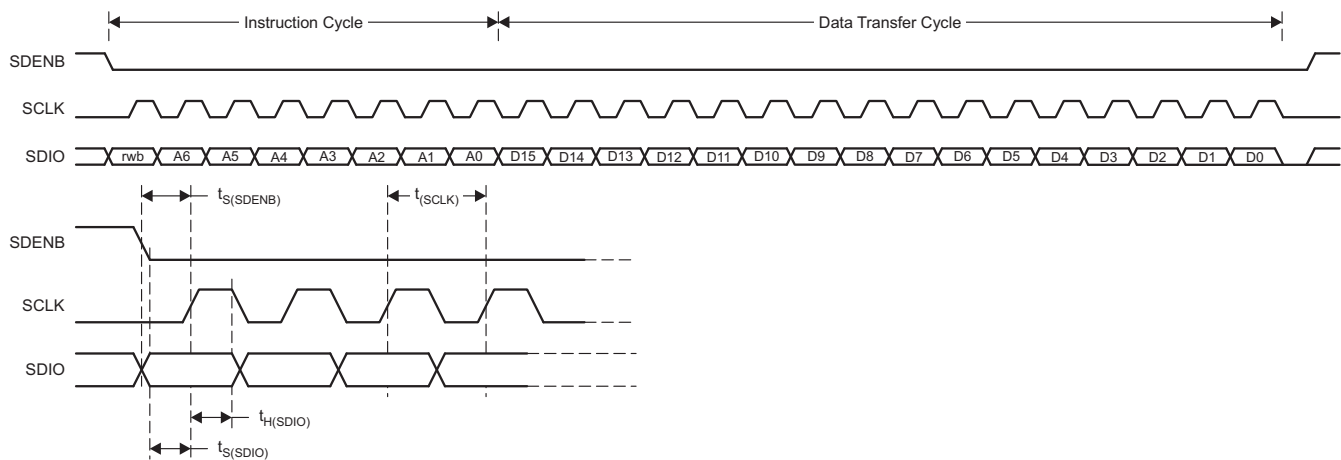 Instruction Cycle Data Transfer Cycle
SDENB
SCLK
SDIO rwb A6 A5 A4 A3 A2 A1 A0 D15 D14 D13 D12 D11 D10 D9 D8 D7 D6 D5 D4 D3 D2 D1 D0
tS(SDENB) t(SCLK)
SDENB
SCLK
SDIO
tH(SDIO)
tS(SDIO)